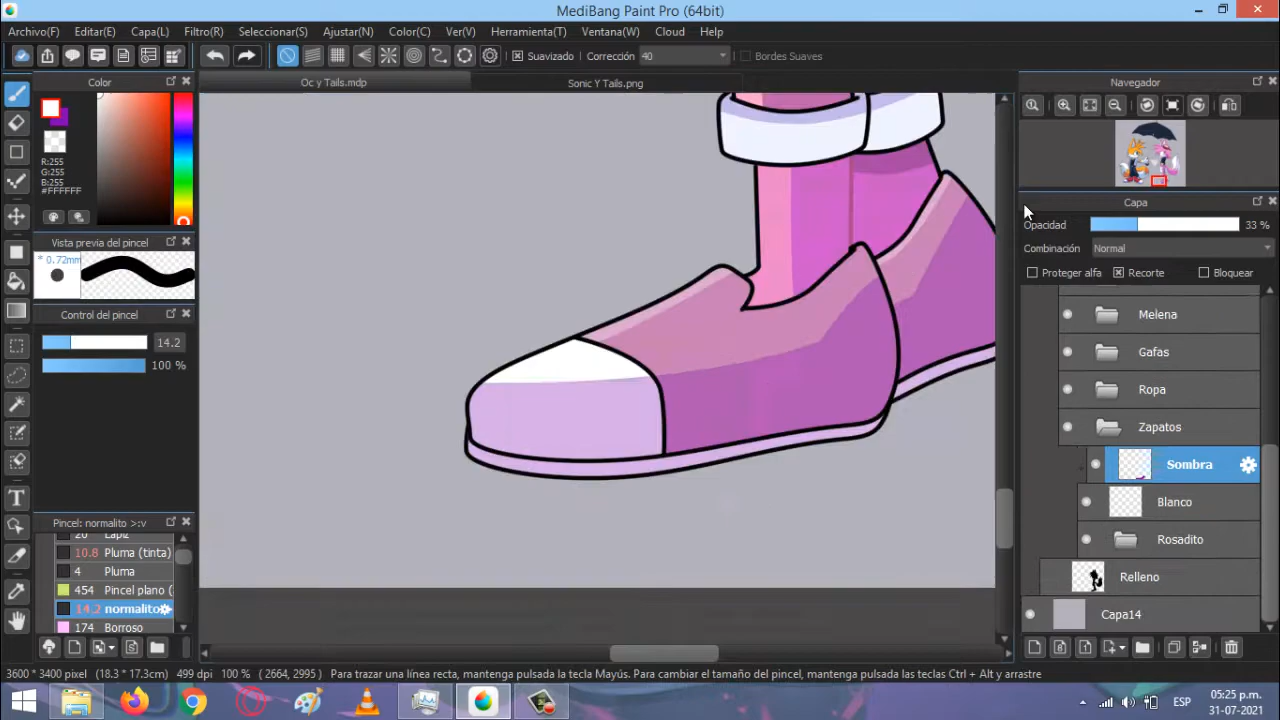 MediBang Paint Pro (64bit)
Archivo(F) Editar(E) Capa(L) Filtro(R) Seleccionar(S) Ajustar(N) Color(C) Ver(V) Herramienta(T) Ventana(W) Cloud Help
Suavizado Corrección 40 Bordes Suaves
Color
Oc y Tails.mdp
Sonic Y Tails.png
Navegador
R:255
G:255
B:255
#FFFFFF
Capa
Opacidad 33 %
Combinación Normal
Proteger alfa Recorte Bloquear
Vista previa del pincel
* 0.72mm
Control del pincel
14.2
100 %
Melena
Gafas
Ropa
Zapatos
Sombra
Blanco
Rosadito
Relleno
Capa14
Pincel: normalito >:v
20 Lápiz
10.8 Pluma (tinta)
4 Pluma
454 Pincel plano (
14.2 normalito
174 Borroso
3600 * 3400 pixel (18.3 * 17.3cm) 499 dpi 100 % (2664, 2995) Para trazar una línea recta, mantenga pulsada la tecla Mayús. Para cambiar el tamaño del pincel, mantenga pulsadas las teclas Ctrl + Alt y arrastre
ESP
05:25 p.m.
31-07-2021